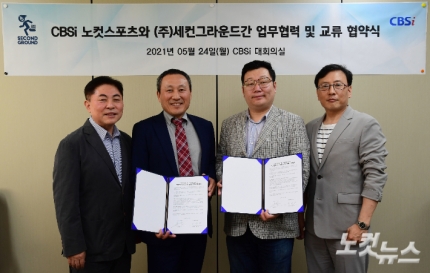 SECOND
GROUND
CBSi 노컷스포츠와 (주)세컨그라운드간 업무협력 및 교류 협약식
CBSi
2021년 05월 24일(월) CBSi 대회의실
노컷뉴스